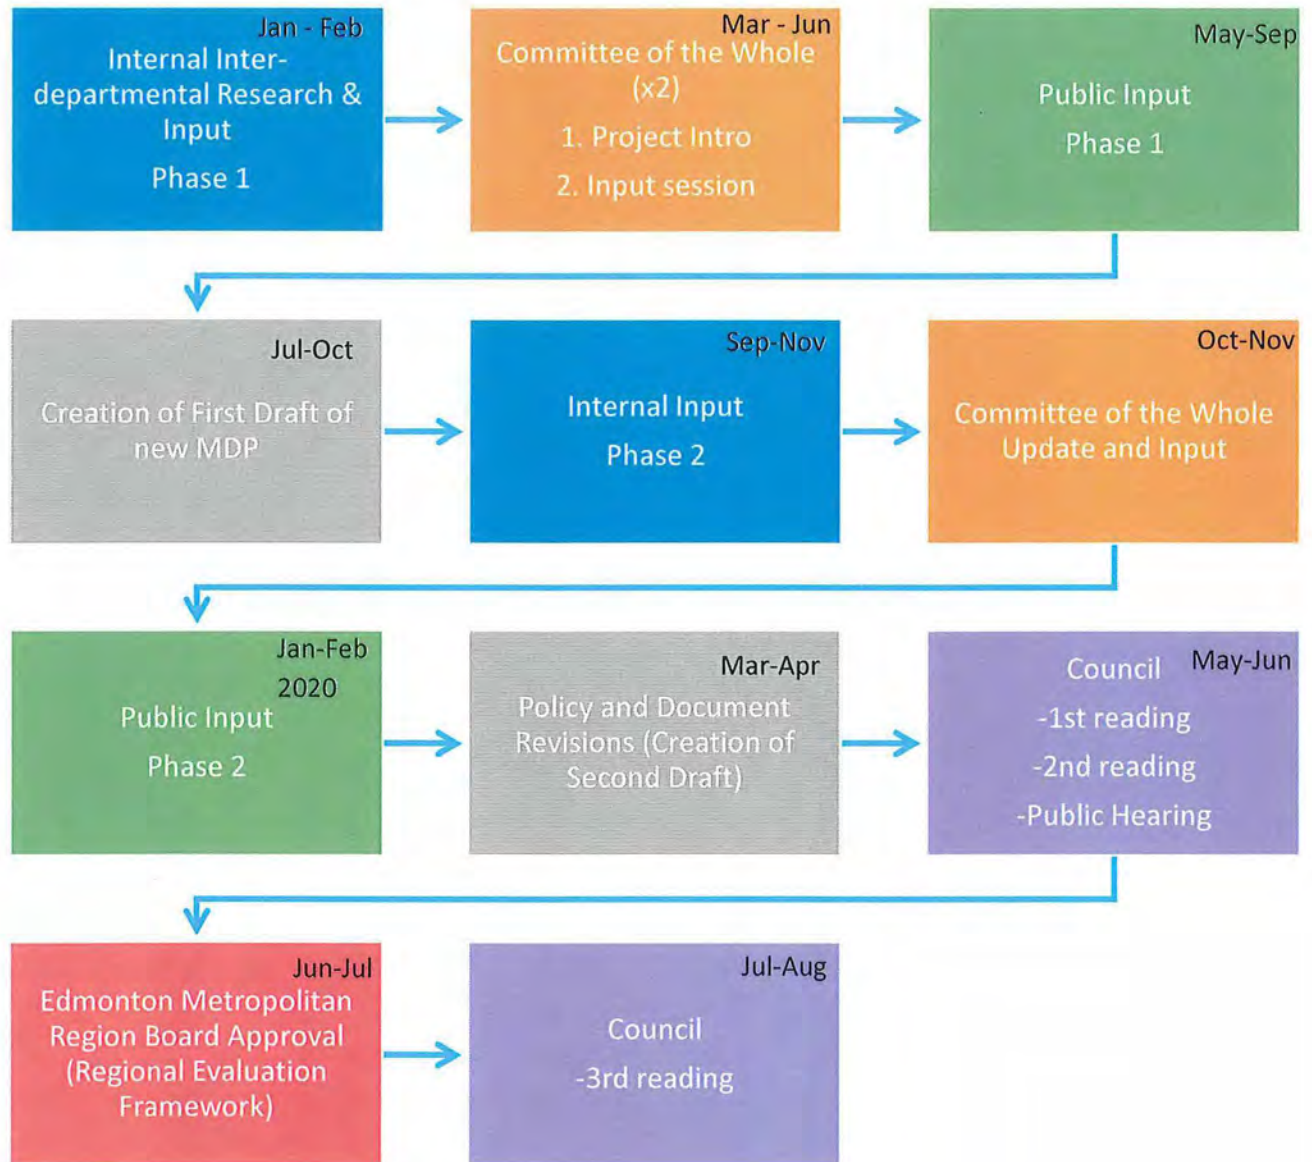 Jan - Feb
Internal Inter-
departmental Research &
Input
Phase 1
Mar - Jun
Committee of the Whole
(x2)
1. Project Intro
2. Input session
May-Sep
Public Input
Phase 1
Jul-Oct
Creation of First Draft of
new MDP
Sep-Nov
Internal Input
Phase 2
Oct-Nov
Committee of the Whole
Update and Input
Jan-Feb
2020
Public Input
Phase 2
Mar-Apr
Policy and Document
Revisions (Creation of
Second Draft)
May-Jun
Council
-1st reading
-2nd reading
-Public Hearing
Jun-Jul
Edmonton Metropolitan
Region Board Approval
(Regional Evaluation
Framework)
Jul-Aug
Council
-3rd reading